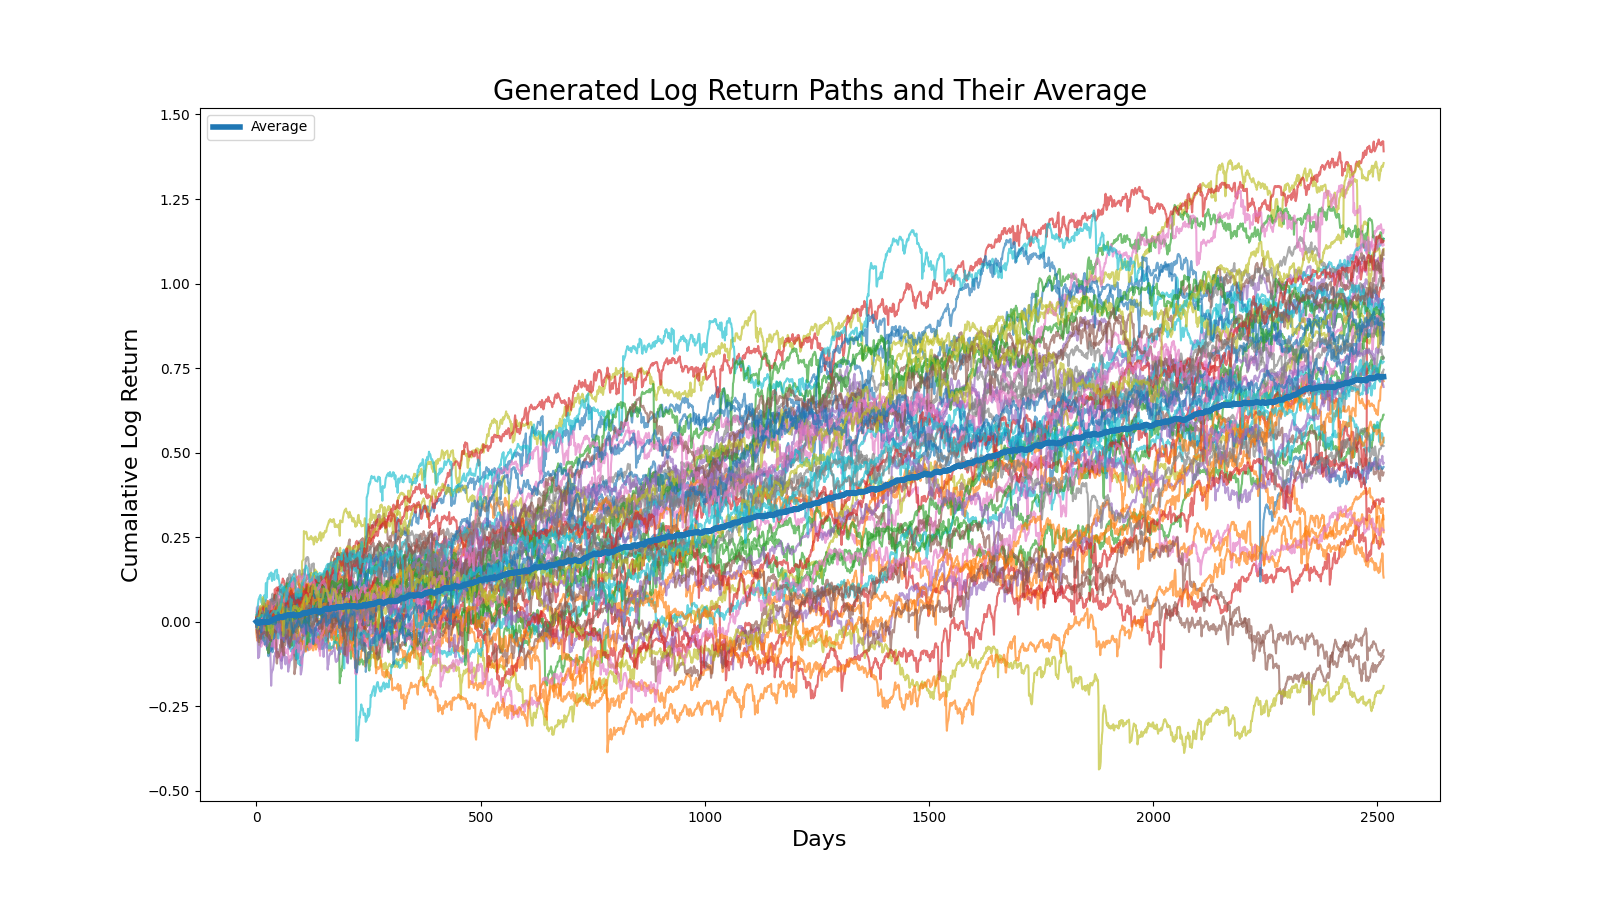 Generated Log Return Paths and Their Average
Average
1.50
1.25
1.00
0.75
0.50
0.25
0.00
−0.25
−0.50
Cumalative Log Return
0 500 1000 1500 2000 2500
Days